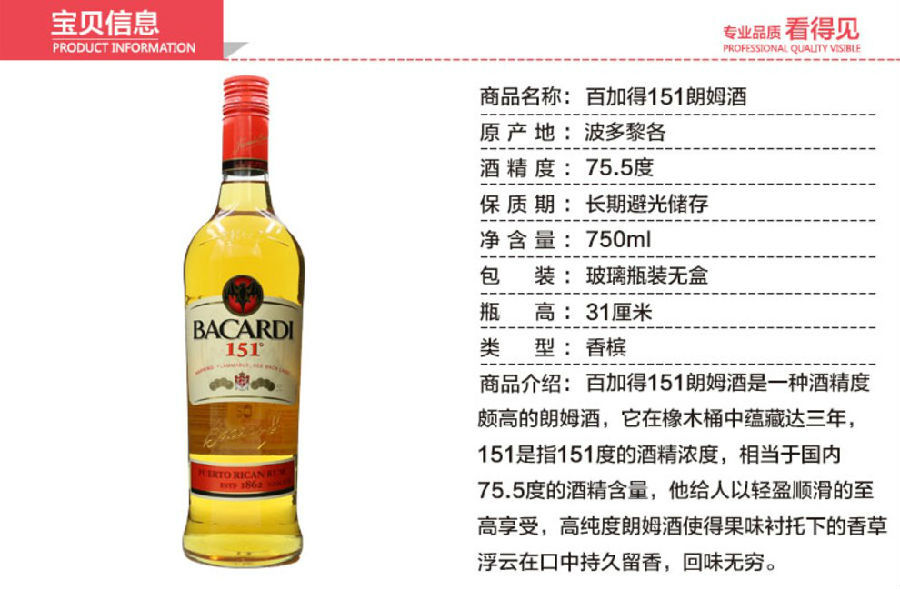 宝贝信息
PRODUCT INFORMATION
专业品质 看得见
PROFESSIONAL QUALITY VISIBLE
商品名称：百加得151朗姆酒
原产地：波多黎各
酒精度：75.5度
保质期：长期避光储存
净含量：750ml
包装：玻璃瓶装无盒
瓶高：31厘米
类型：香槟
商品介绍：百加得151朗姆酒是一种酒精度
颇高的朗姆酒，它在橡木桶中蕴藏达三年，
151是指151度的酒精浓度，相当于国内
75.5度的酒精含量，他给人以轻盈顺滑的至
高享受，高纯度朗姆酒使得果味衬托下的香草
浮云在口中持久留香，回味无穷。
BACARDI
151°
PUERTO RICAN RUM
ESTD 1862